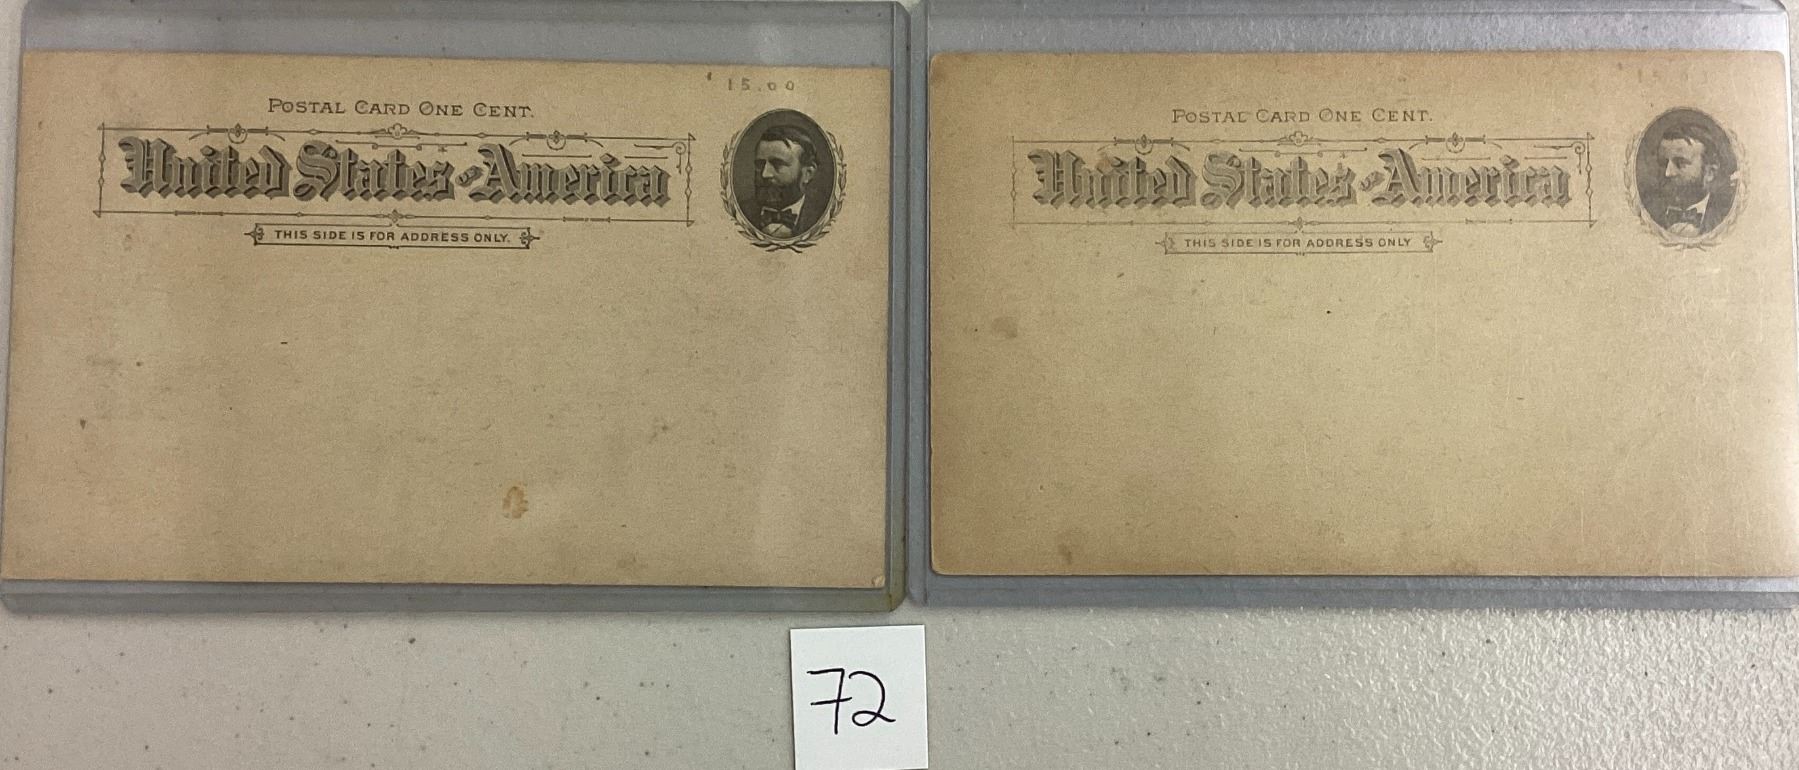 15.00
POSTAL CARD ONE CENT.
United States of America
THIS SIDE IS FOR ADDRESS ONLY.
POSTAL CARD ONE CENT.
United States of America
THIS SIDE IS FOR ADDRESS ONLY
72